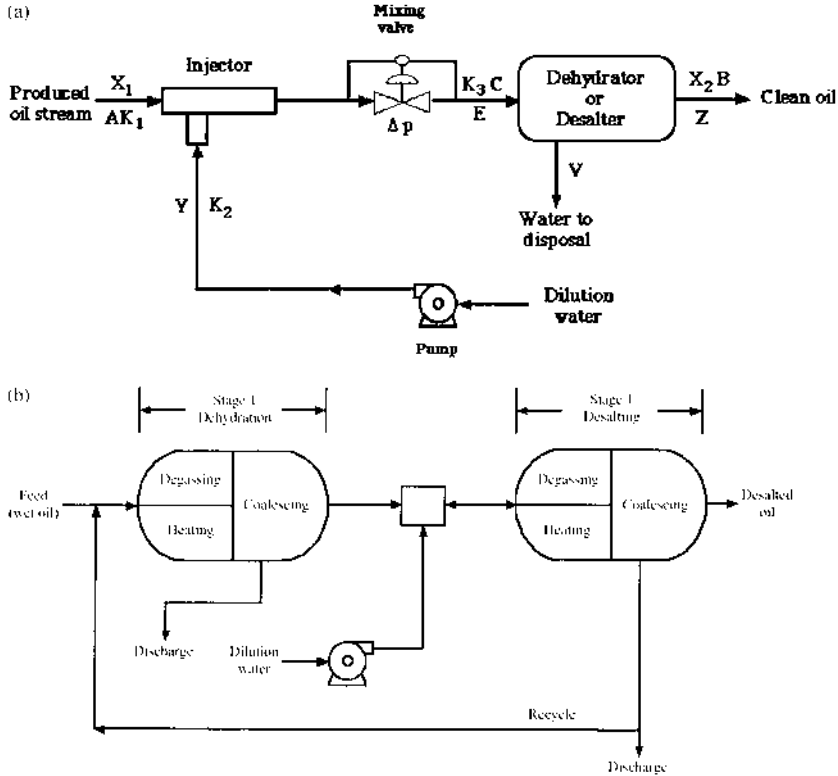 (a)
Mixing
valve
Injector
X1
K3 C
X2 B
Produced
oil stream
AK1
Δp
E
Dehydrator
or
Desalter
Z
Clean oil
V
Y
K2
Water to
disposal
Dilution
water
Pump
(b)
Stage 1
Dehydration
Stage 1
Desalting
Degassing
Degassing
Feed
(wet oil)
Coalescing
Coalescing
Desalted
oil
Heating
Heating
Discharge
Dilution
water
Recycle
Discharge